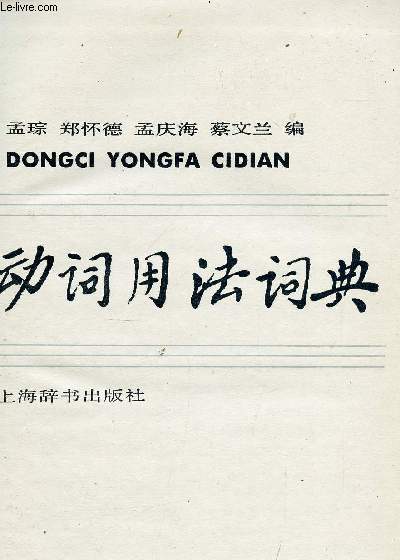 Le-livre.com
孟琮 郑怀德 孟庆海 蔡文兰 编
DONGCI YONGFA CIDIAN
动词用法词典
上海辞书出版社